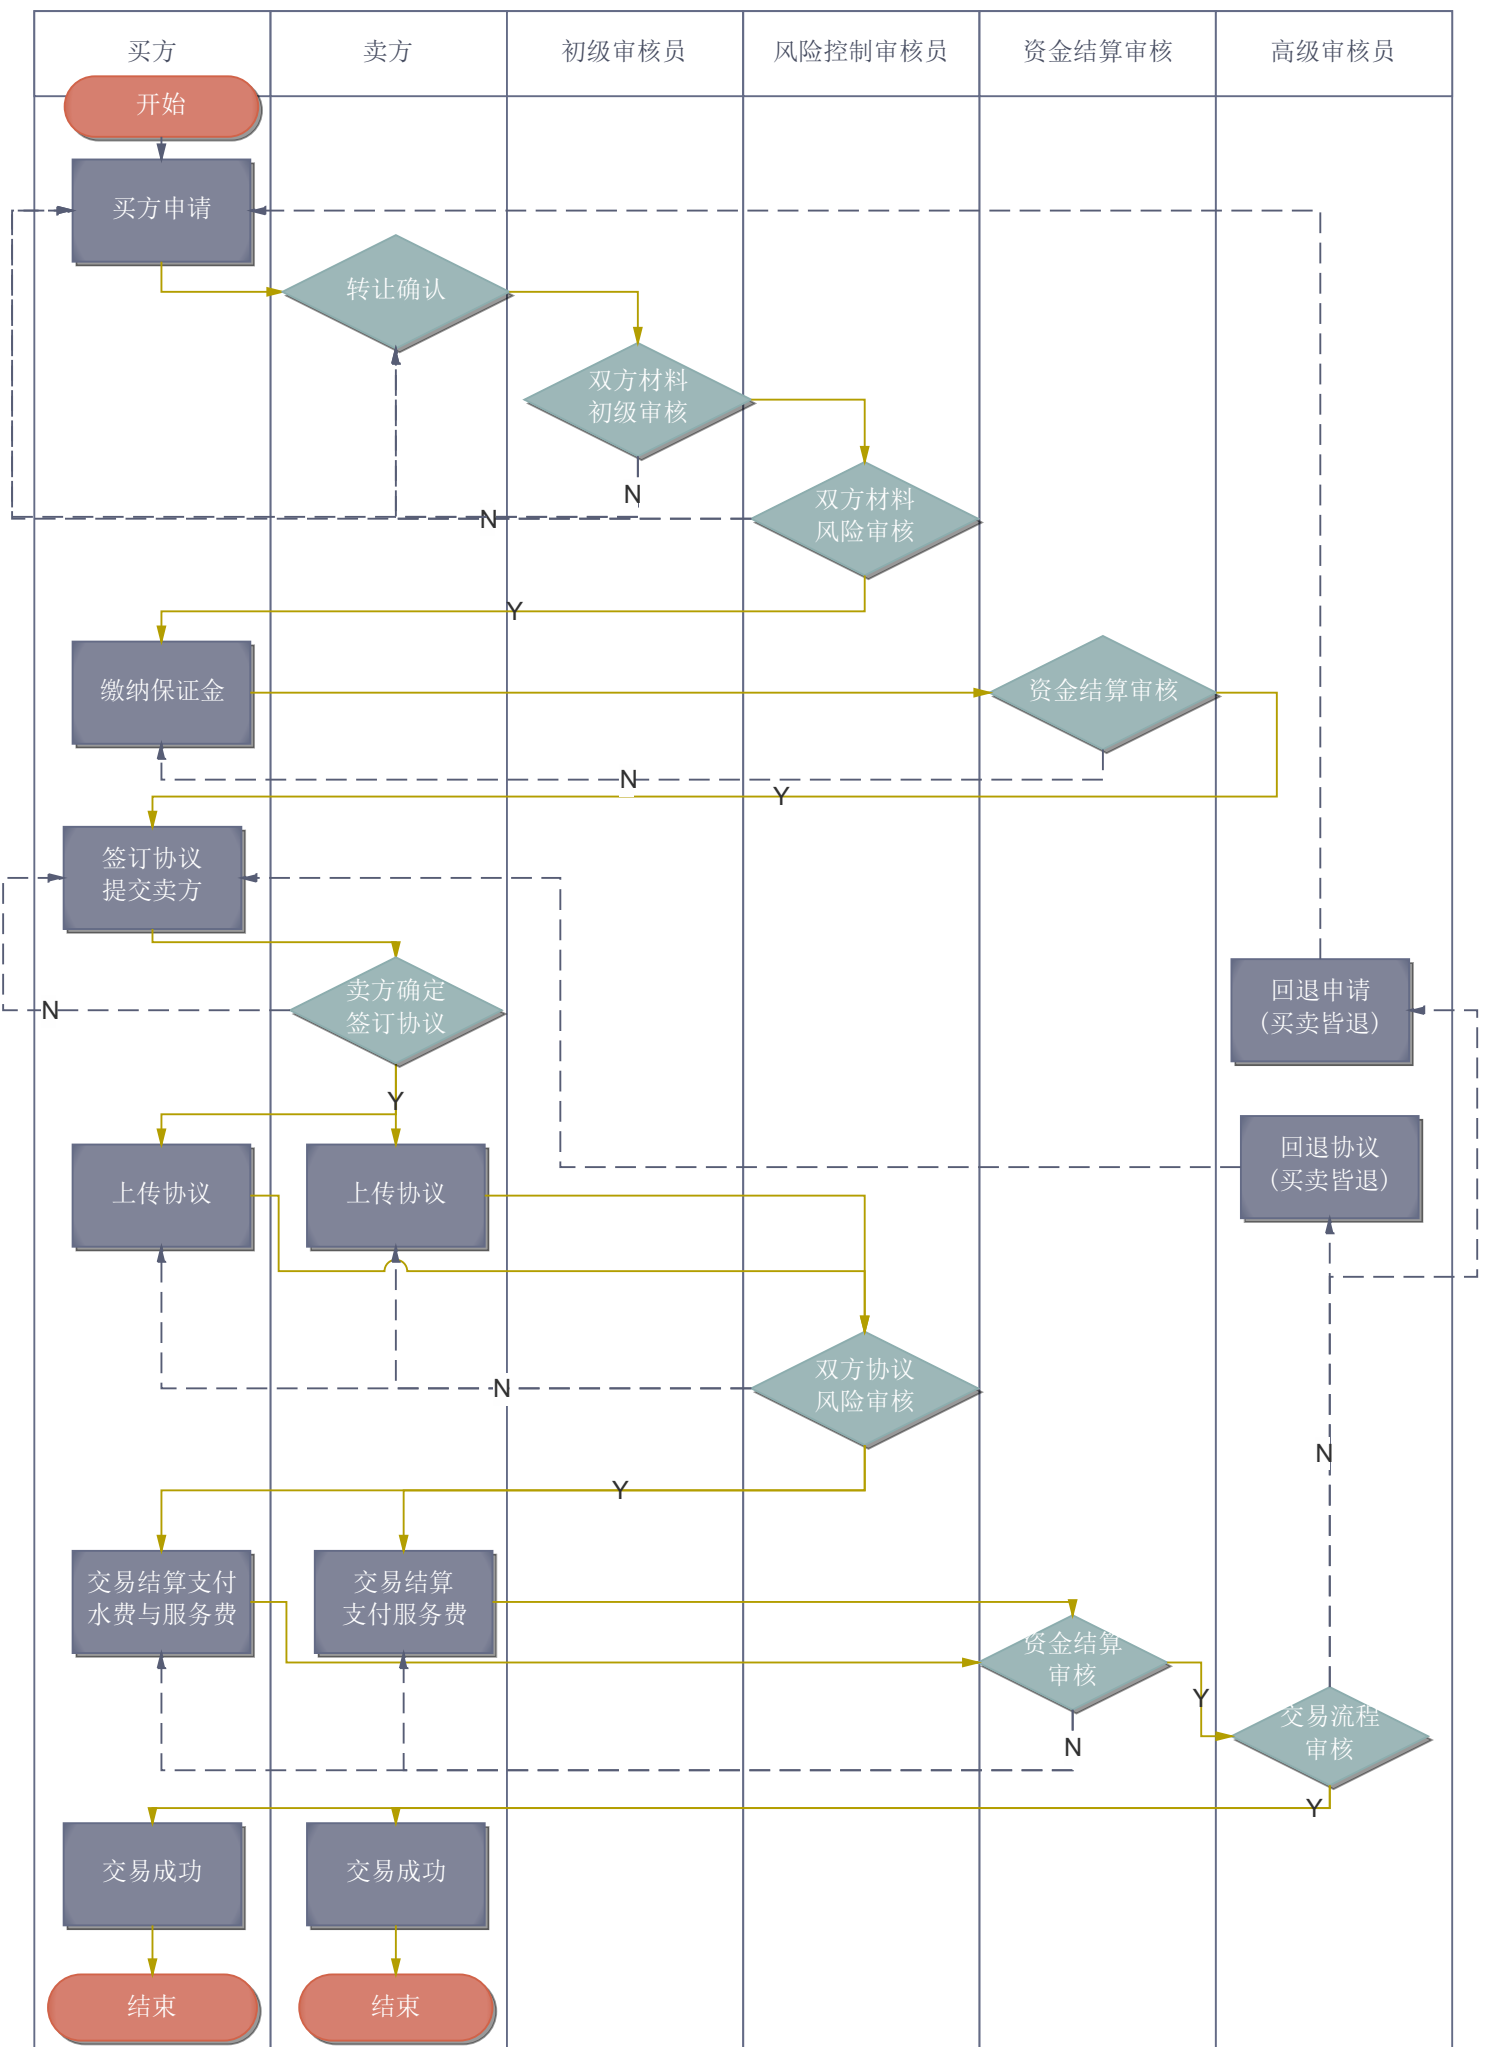 买方
卖方
初级审核员
风险控制审核员
资金结算审核
高级审核员
开始
买方申请
转让确认
双方材料
初级审核
N
双方材料
风险审核
N
Y
缴纳保证金
资金结算审核
N
Y
签订协议
提交卖方
卖方确定
签订协议
N
回退申请
（买卖皆退）
Y
上传协议
上传协议
回退协议
（买卖皆退）
双方协议
风险审核
N
N
Y
交易结算支付
水费与服务费
交易结算
支付服务费
资金结算
审核
Y
交易流程
审核
N
Y
交易成功
交易成功
结束
结束